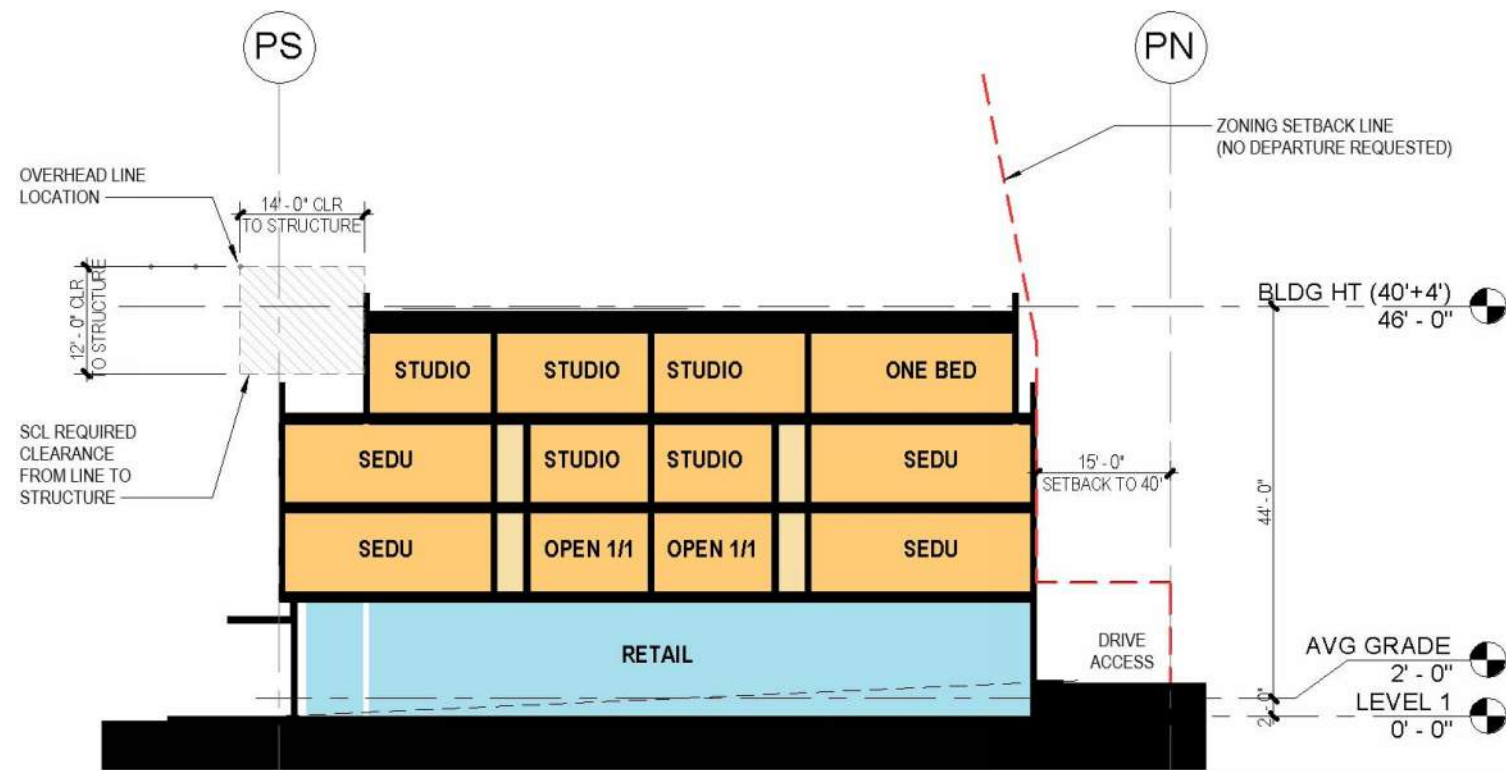 PS
PN
ZONING SETBACK LINE
(NO DEPARTURE REQUESTED)
OVERHEAD LINE
LOCATION
14' - 0" CLR
TO STRUCTURE
12' - 0" CLR
TO STRUCTURE
BLDG HT (40'+4')
46' - 0"
STUDIO STUDIO STUDIO ONE BED
SCL REQUIRED
CLEARANCE
FROM LINE TO
STRUCTURE
SEDU STUDIO STUDIO SEDU
15' - 0"
SETBACK TO 40'
44' - 0"
SEDU OPEN 1/1 OPEN 1/1 SEDU
RETAIL
DRIVE
ACCESS
AVG GRADE
2' - 0"
2' - 0"
LEVEL 1
0' - 0"